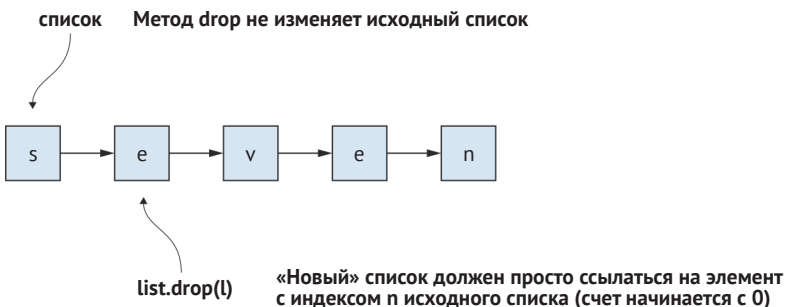 список Метод drop не изменяет исходный список
s e v e n
list.drop(l)
«Новый» список должен просто ссылаться на элемент
с индексом n исходного списка (счет начинается с 0)